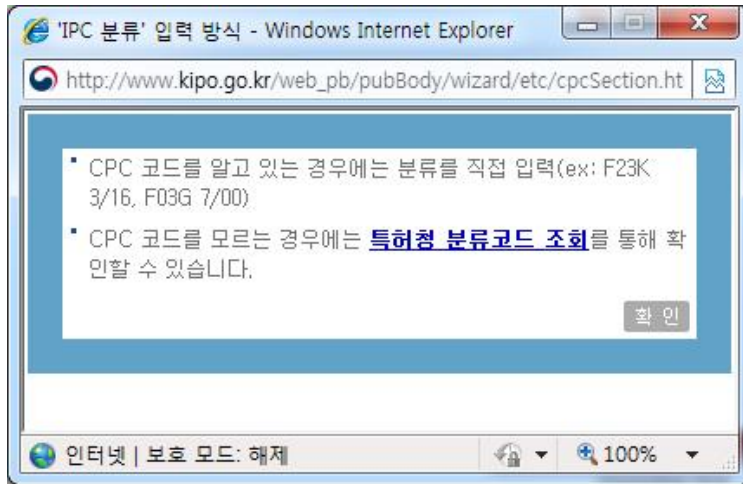 'IPC 분류' 입력 방식 - Windows Internet Explorer
http://www.kipo.go.kr/web_pb/pubBody/wizard/etc/cpcSection.ht
CPC 코드를 알고 있는 경우에는 분류를 직접 입력(ex: F23K
3/16, F03G 7/00)
CPC 코드를 모르는 경우에는 특허청 분류코드 조회를 통해 확
인할 수 있습니다.
확 인
인터넷 | 보호 모드: 해제
100%